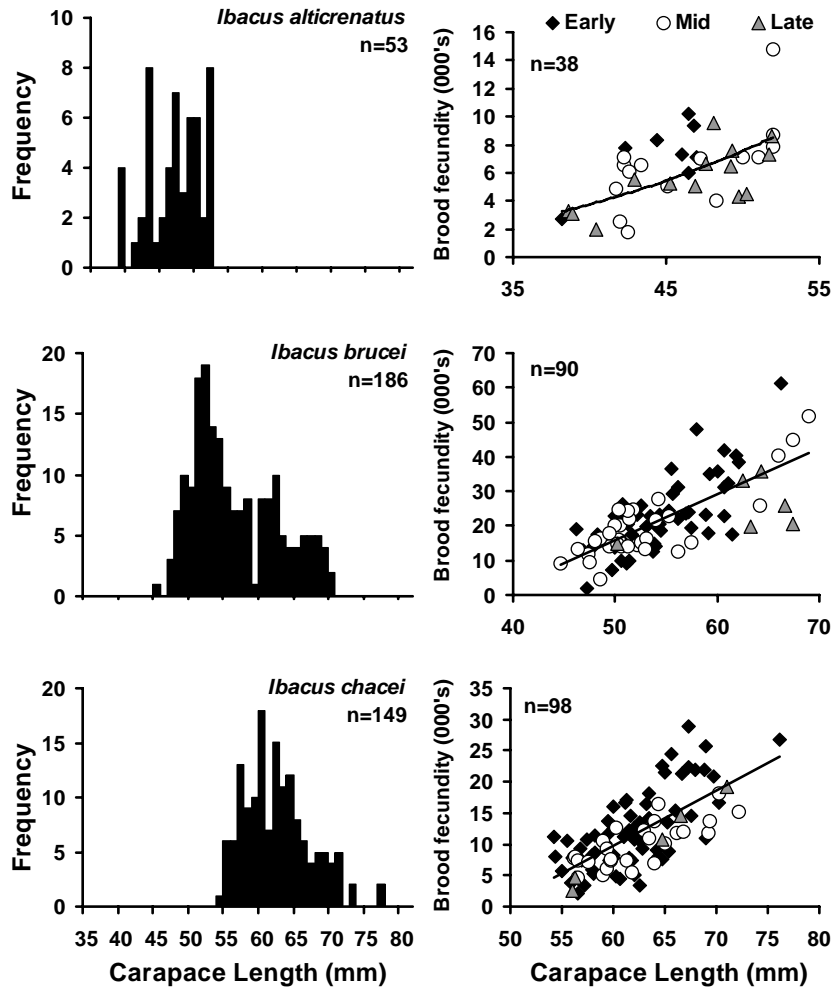 Ibacus alticrenatus
n=53
Frequency
10
8
6
4
2
0
◆ Early ○ Mid ▲ Late
n=38
Brood fecundity (000's)
16
14
12
10
8
6
4
2
0
35 45 55
Ibacus brucei
n=186
Frequency
20
15
10
5
0
n=90
Brood fecundity (000's)
70
60
50
40
30
20
10
0
40 50 60 70
Ibacus chacei
n=149
Frequency
20
15
10
5
0
35 40 45 50 55 60 65 70 75 80
Carapace Length (mm)
n=98
Brood fecundity (000's)
35
30
25
20
15
10
5
0
50 55 60 65 70 75 80
Carapace Length (mm)